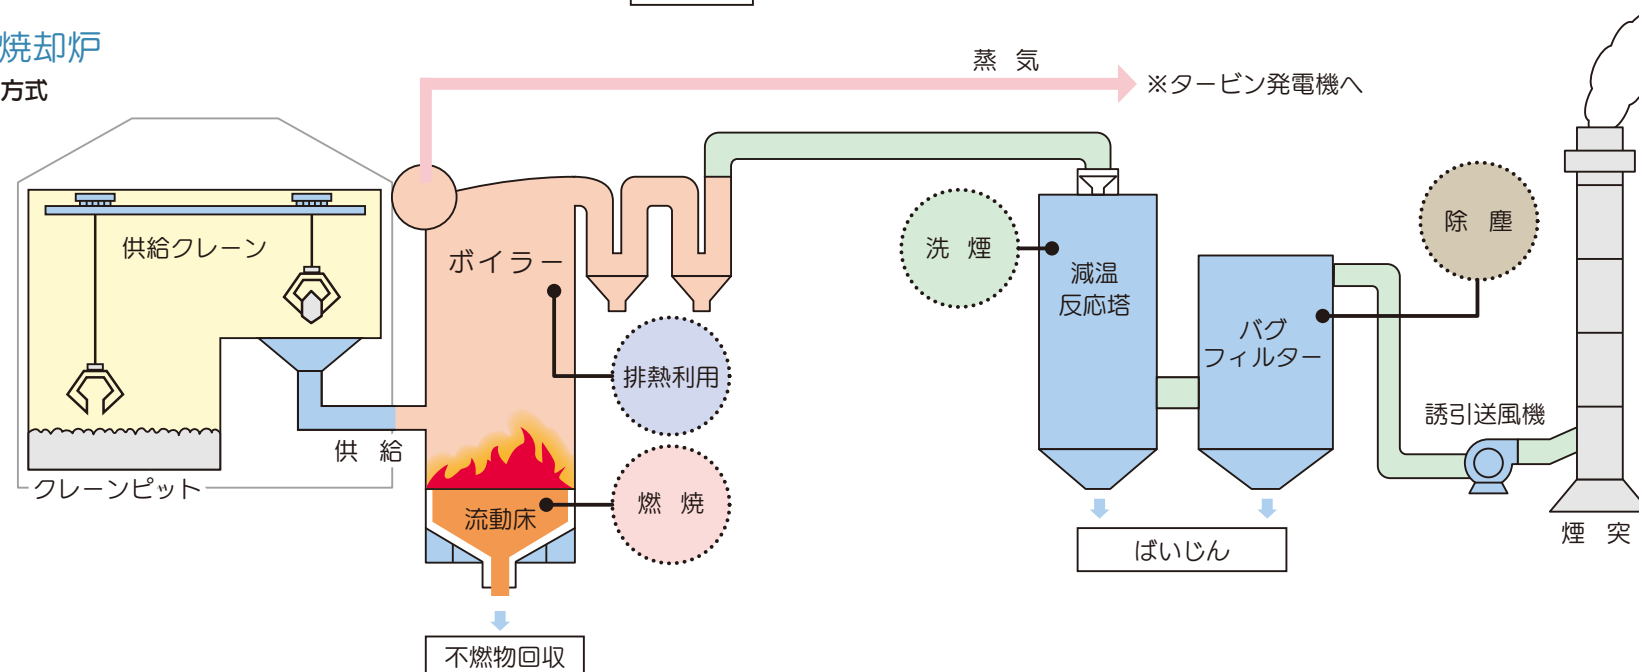 焼却炉
方式
蒸 気
※タービン発電機へ
供給クレーン
ボイラー
洗 煙
減温
反応塔
除 塵
バグ
フィルター
排熱利用
誘引送風機
供 給
クレーンピット
流動床
燃 焼
ばいじん
煙 突
不燃物回収